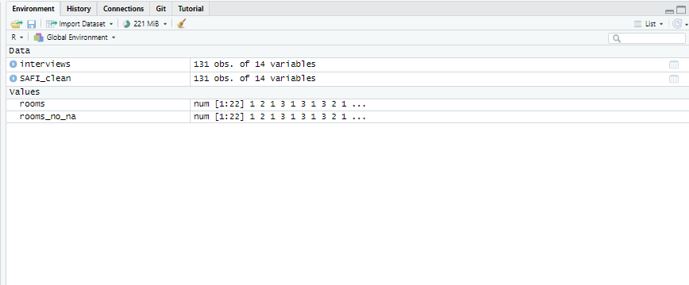 Environment History Connections Git Tutorial
Import Dataset 221 MiB List
R Global Environment
Data
interviews 131 obs. of 14 variables
SAFI_clean 131 obs. of 14 variables
Values
rooms num [1:22] 1 2 1 3 1 3 1 3 2 1 ...
rooms_no_na num [1:22] 1 2 1 3 1 3 1 3 2 1 ...